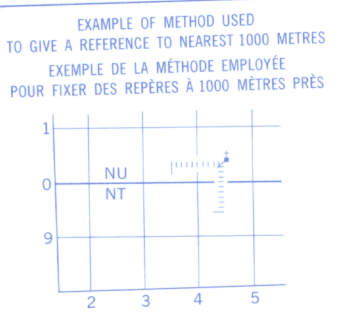 EXAMPLE OF METHOD USED
TO GIVE A REFERENCE TO NEAREST 1000 METRES
EXEMPLE DE LA MÉTHODE EMPLOYÉE
POUR FIXER DES REPÈRES À 1000 MÈTRES PRÈS
1
NU
0
NT
9
2 3 4 5